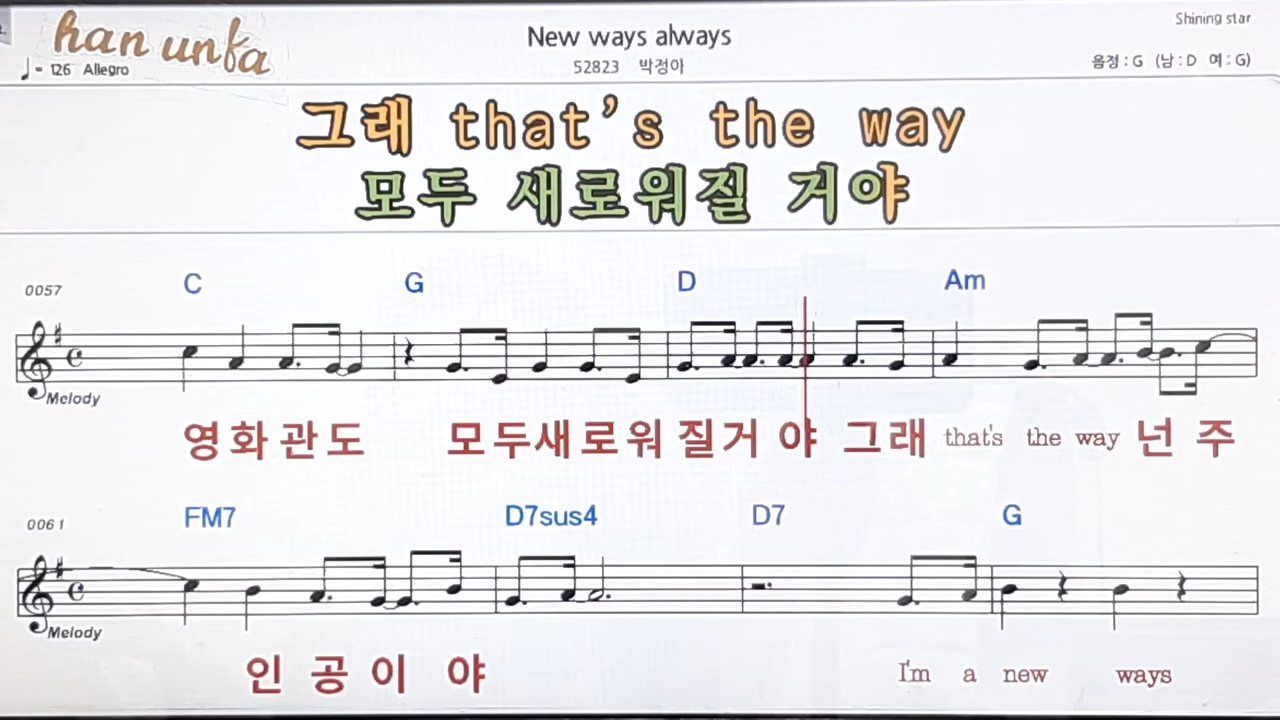 han unfa
New ways always
Shining star
♩= 126 Allegro
52823 박정아
음정 : G (남 : D 여 : G)
그래 that's the way
모두 새로워질 거야
C G D Am
0057
Melody
영화관도 모두새로워 질거 야 그래 that's the way 넌 주
FM7 D7sus4 D7 G
0061
Melody
인공이 야 I'm a new ways